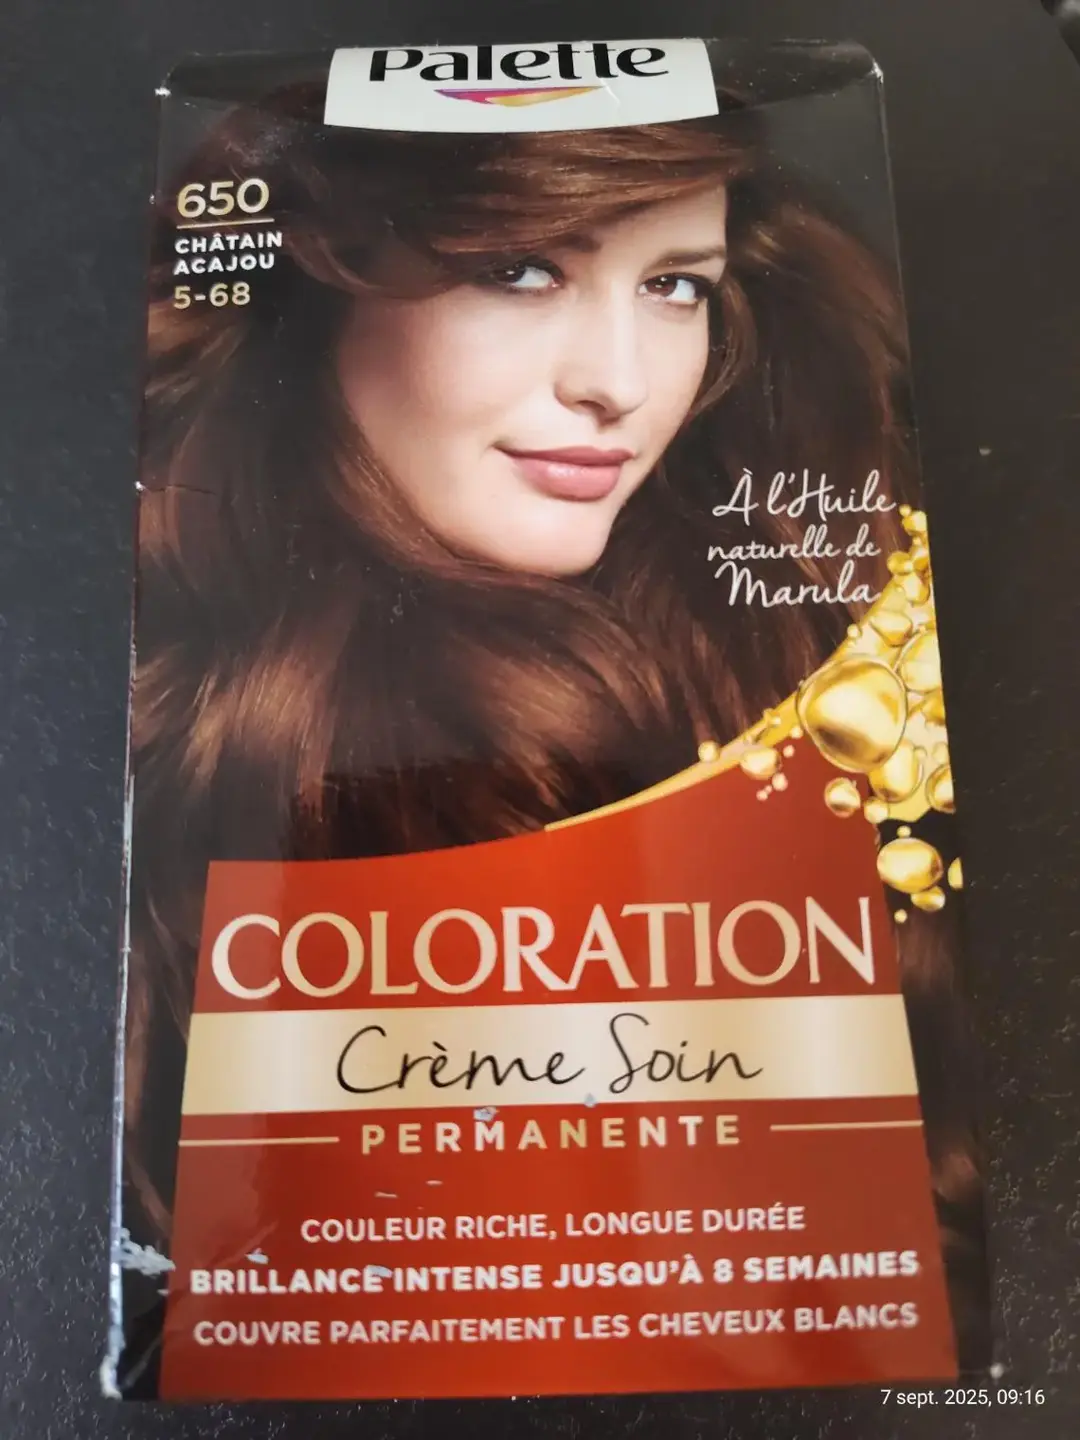 Palette
650
CHÂTAIN
ACAJOU
5-68
À l'Huile
naturelle de
Marula
COLORATION
Crème Soin
PERMANENTE
COULEUR RICHE, LONGUE DURÉE
BRILLANCE INTENSE JUSQU'À 8 SEMAINES
COUVRE PARFAITEMENT LES CHEVEUX BLANCS
7 sept. 2025, 09:16